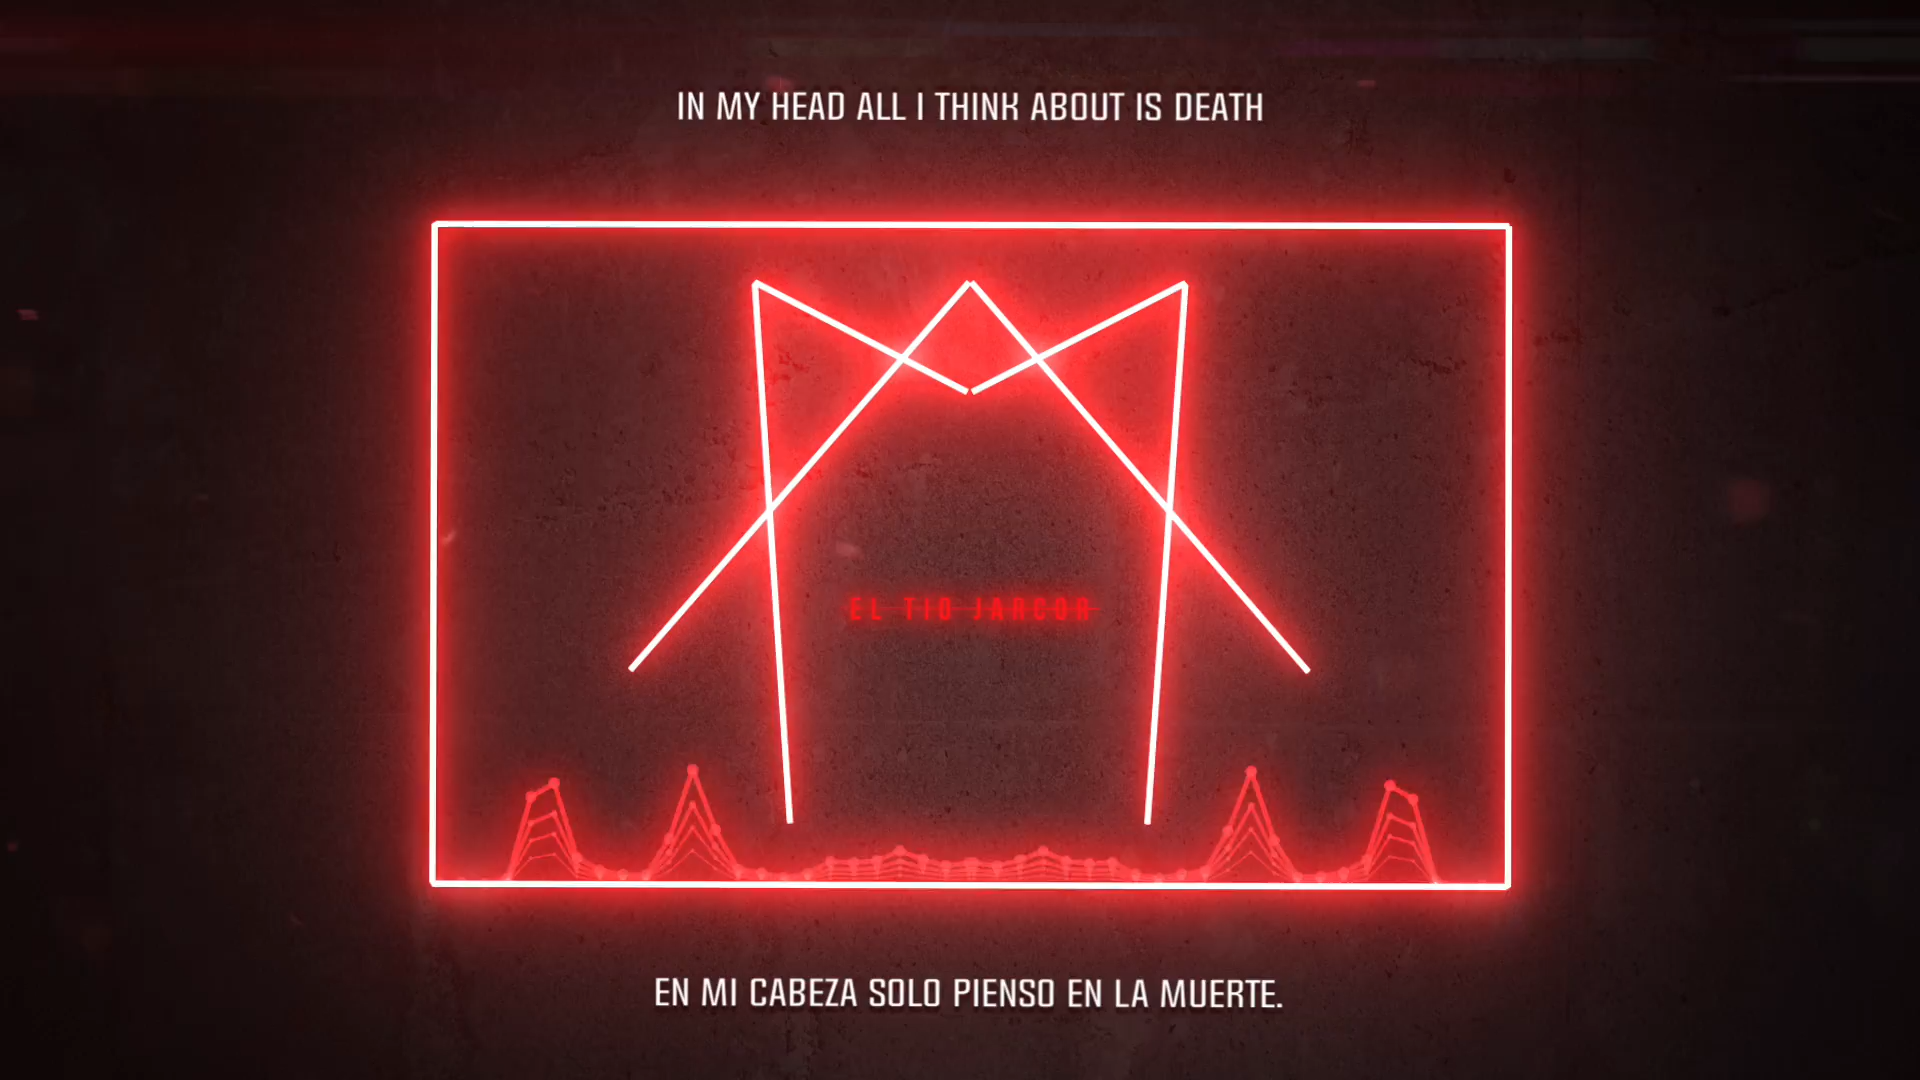 IN MY HEAD ALL I THINK ABOUT IS DEATH
EL TIO JARCOR
EN MI CABEZA SOLO PIENSO EN LA MUERTE.